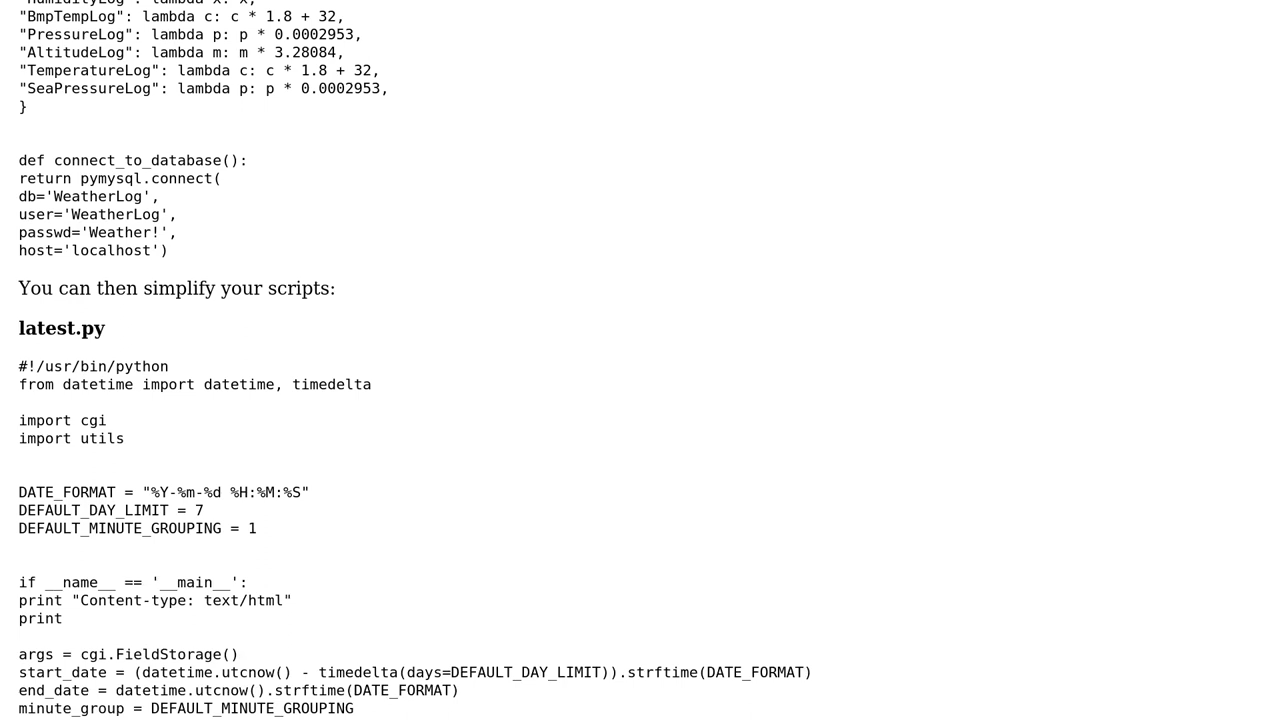 "HumidityLog": lambda x: x,
"BmpTempLog": lambda c: c * 1.8 + 32,
"PressureLog": lambda p: p * 0.0002953,
"AltitudeLog": lambda m: m * 3.28084,
"TemperatureLog": lambda c: c * 1.8 + 32,
"SeaPressureLog": lambda p: p * 0.0002953,
}
def connect_to_database():
return pymysql.connect(
db='WeatherLog',
user='WeatherLog',
passwd='Weather!',
host='localhost')
You can then simplify your scripts:
latest.py
#!/usr/bin/python
from datetime import datetime, timedelta
import cgi
import utils
DATE_FORMAT = "%Y-%m-%d %H:%M:%S"
DEFAULT_DAY_LIMIT = 7
DEFAULT_MINUTE_GROUPING = 1
if __name__ == '__main__':
print "Content-type: text/html"
print
args = cgi.FieldStorage()
start_date = (datetime.utcnow() - timedelta(days=DEFAULT_DAY_LIMIT)).strftime(DATE_FORMAT)
end_date = datetime.utcnow().strftime(DATE_FORMAT)
minute_group = DEFAULT_MINUTE_GROUPING